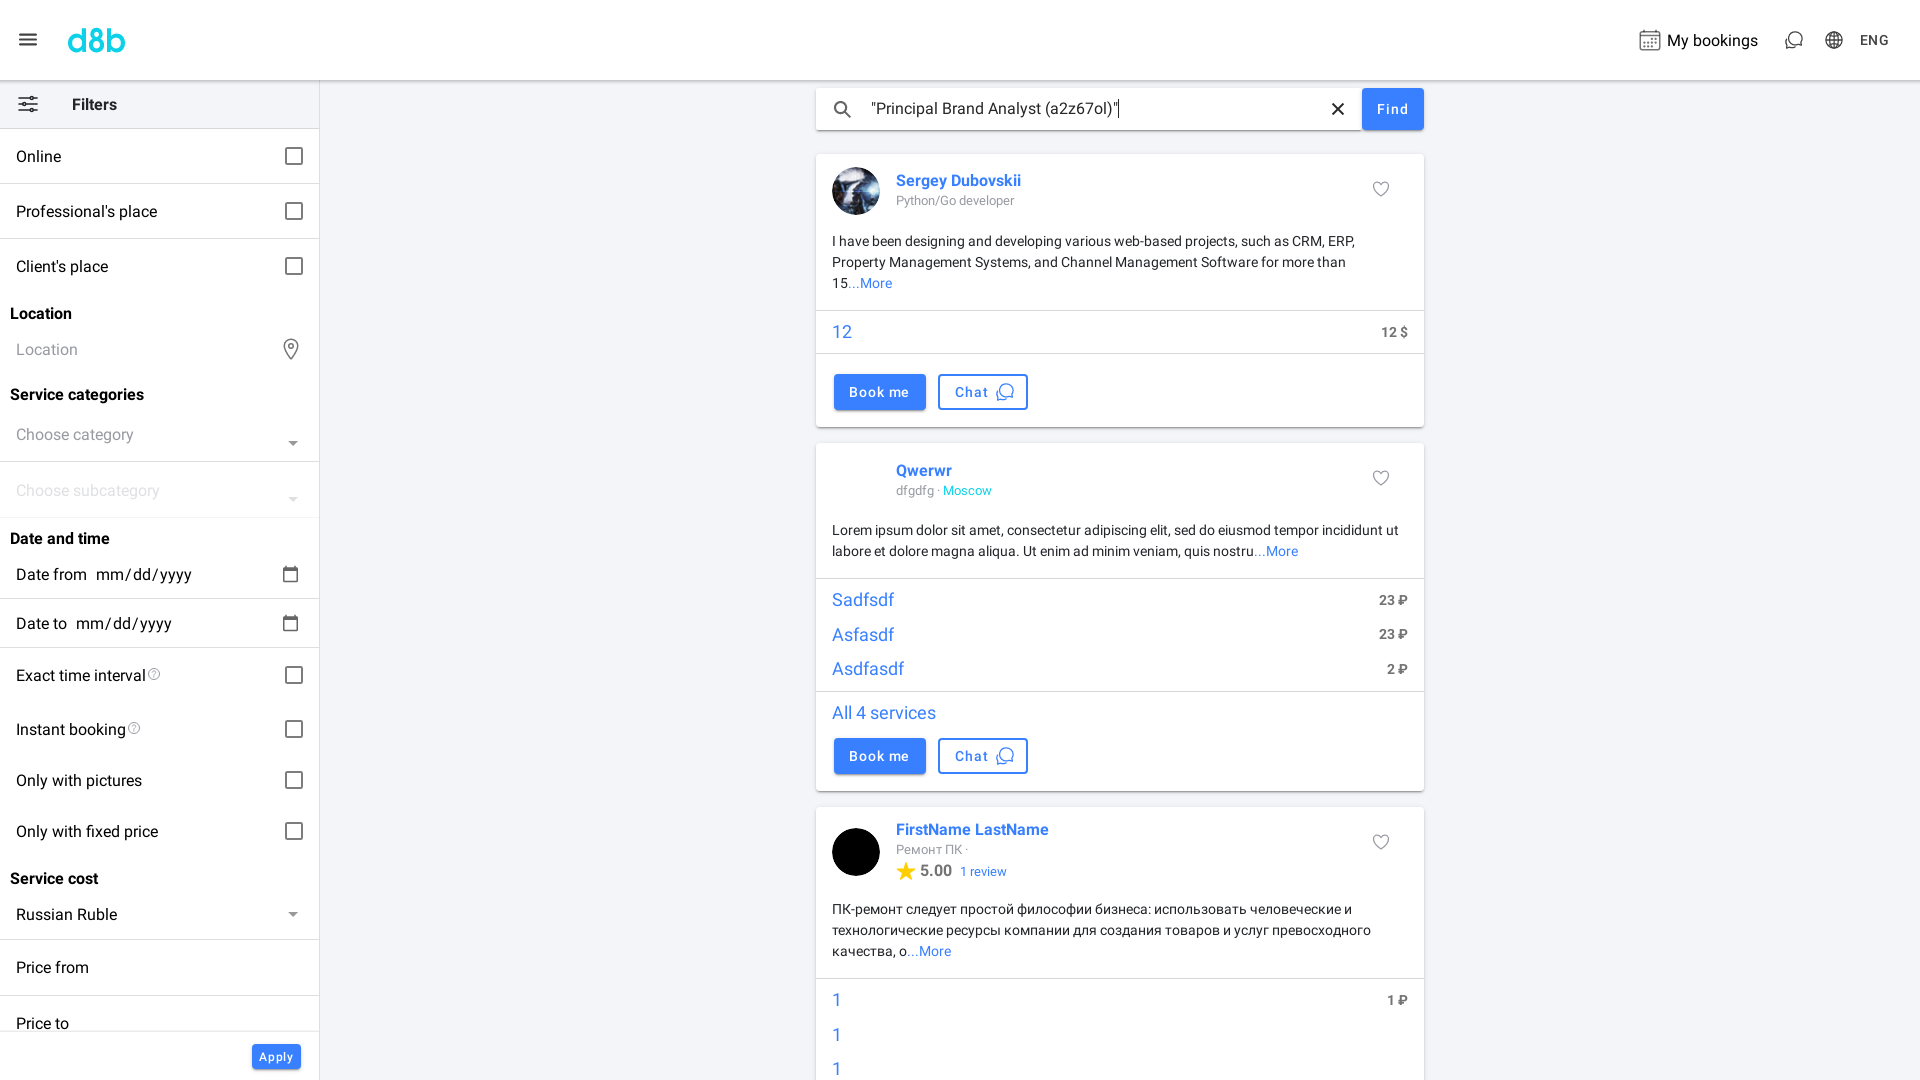 d8b
My bookings
ENG
Filters
Online
Professional's place
Client's place
Location
Location
Service categories
Choose category
Choose subcategory
Date and time
Date from mm/dd/yyyy
Date to mm/dd/yyyy
Exact time interval
Instant booking
Only with pictures
Only with fixed price
Service cost
Russian Ruble
Price from
Price to
Apply
"Principal Brand Analyst (a2z67ol)"
Find
Sergey Dubovskii
Python/Go developer
I have been designing and developing various web-based projects, such as CRM, ERP,
Property Management Systems, and Channel Management Software for more than
15...More
12 12 $
Book me Chat
Qwerwr
dfgdfg · Moscow
Lorem ipsum dolor sit amet, consectetur adipiscing elit, sed do eiusmod tempor incididunt ut
labore et dolore magna aliqua. Ut enim ad minim veniam, quis nostru...More
Sadfsdf 23 ₽
Asfasdf 23 ₽
Asdfasdf 2 ₽
All 4 services
Book me Chat
FirstName LastName
Ремонт ПК ·
5.00 1 review
ПК-ремонт следует простой философии бизнеса: использовать человеческие и
технологические ресурсы компании для создания товаров и услуг превосходного
качества, о...More
1 1 ₽
1
1